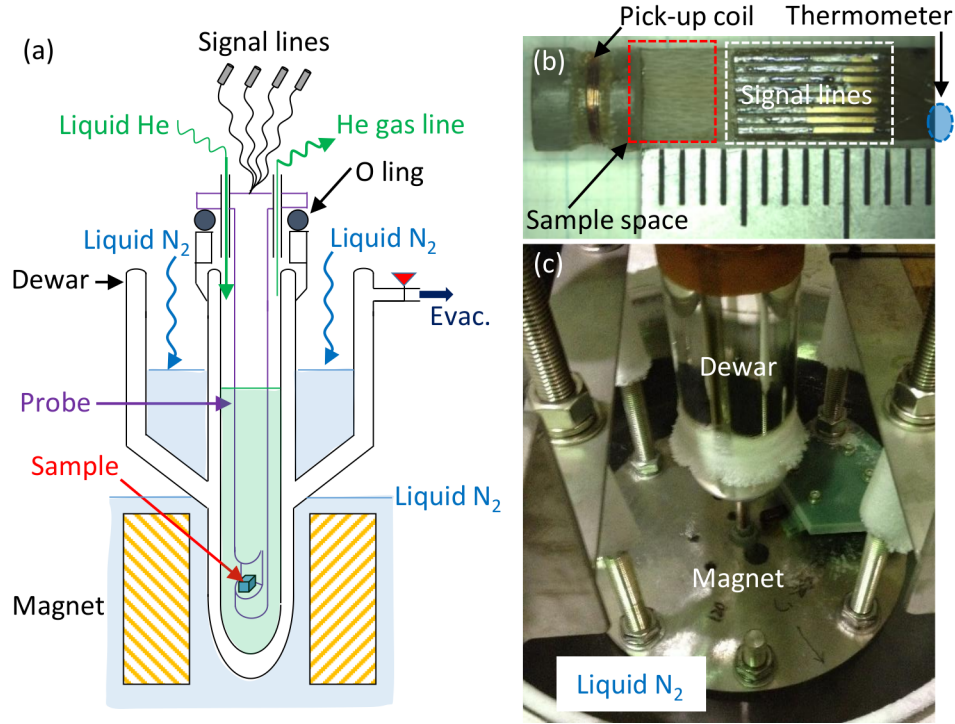 (a)
Signal lines
Liquid He
He gas line
O ling
Liquid N2
Liquid N2
Dewar
Evac.
Probe
Sample
Liquid N2
Magnet
Pick-up coil
Thermometer
(b)
Signal lines
Sample space
(c)
Dewar
Magnet
Liquid N2